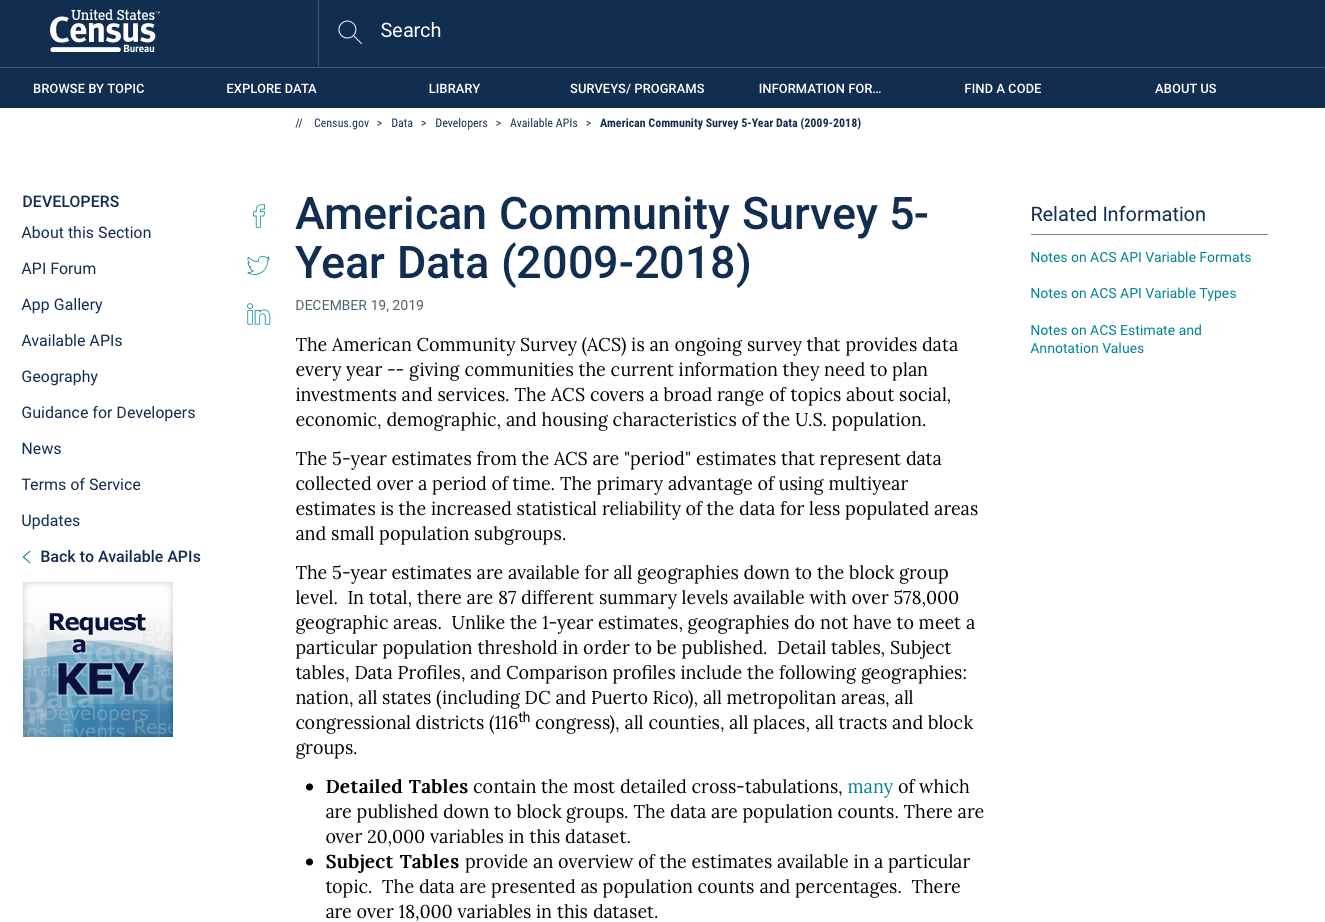 United States™
Census
Bureau
Search
BROWSE BY TOPIC
EXPLORE DATA
LIBRARY
SURVEYS/ PROGRAMS
INFORMATION FOR...
FIND A CODE
ABOUT US
// Census.gov > Data > Developers > Available APIs > American Community Survey 5-Year Data (2009-2018)
DEVELOPERS
About this Section
API Forum
App Gallery
Available APIs
Geography
Guidance for Developers
News
Terms of Service
Updates
Back to Available APIs
Request
a
KEY
Data
Developers
Events
American Community Survey 5-
Year Data (2009-2018)
DECEMBER 19, 2019
The American Community Survey (ACS) is an ongoing survey that provides data
every year -- giving communities the current information they need to plan
investments and services. The ACS covers a broad range of topics about social,
economic, demographic, and housing characteristics of the U.S. population.
The 5-year estimates from the ACS are "period" estimates that represent data
collected over a period of time. The primary advantage of using multiyear
estimates is the increased statistical reliability of the data for less populated areas
and small population subgroups.
The 5-year estimates are available for all geographies down to the block group
level.  In total, there are 87 different summary levels available with over 578,000
geographic areas.  Unlike the 1-year estimates, geographies do not have to meet a
particular population threshold in order to be published.  Detail tables, Subject
tables, Data Profiles, and Comparison profiles include the following geographies:
nation, all states (including DC and Puerto Rico), all metropolitan areas, all
congressional districts (116th congress), all counties, all places, all tracts and block
groups.
• Detailed Tables contain the most detailed cross-tabulations, many of which
are published down to block groups. The data are population counts. There are
over 20,000 variables in this dataset.
• Subject Tables provide an overview of the estimates available in a particular
topic.  The data are presented as population counts and percentages.  There
are over 18,000 variables in this dataset.
Related Information
Notes on ACS API Variable Formats
Notes on ACS API Variable Types
Notes on ACS Estimate and
Annotation Values